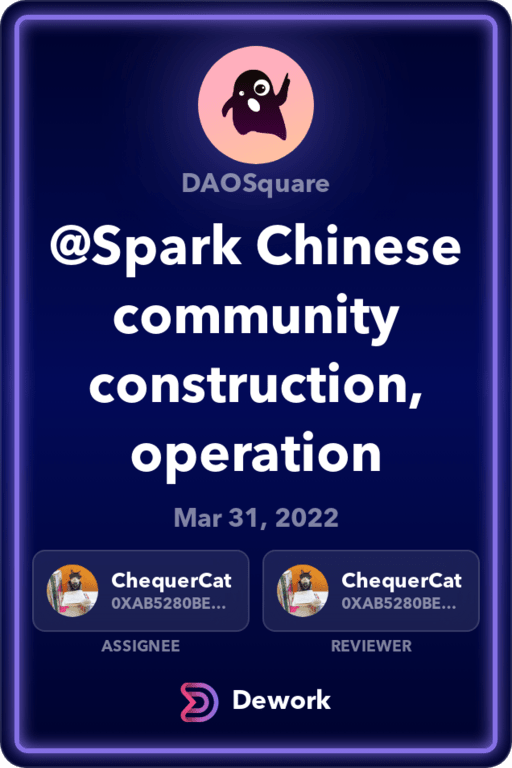 DAOSquare
@Spark Chinese
community
construction,
operation
Mar 31, 2022
ChequerCat
0XAB5280BE...
ASSIGNEE
ChequerCat
0XAB5280BE...
REVIEWER
Dework